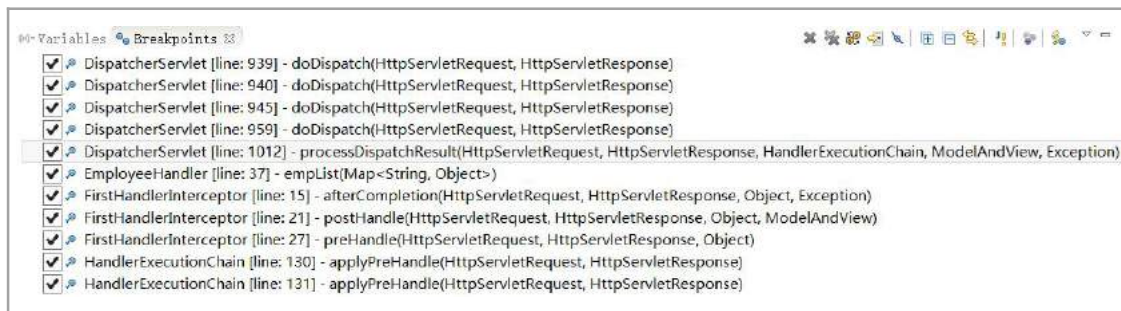 Variables Breakpoints
DispatcherServlet [line: 939] - doDispatch(HttpServletRequest, HttpServletResponse)
DispatcherServlet [line: 940] - doDispatch(HttpServletRequest, HttpServletResponse)
DispatcherServlet [line: 945] - doDispatch(HttpServletRequest, HttpServletResponse)
DispatcherServlet [line: 959] - doDispatch(HttpServletRequest, HttpServletResponse)
DispatcherServlet [line: 1012] - processDispatchResult(HttpServletRequest, HttpServletResponse, HandlerExecutionChain, ModelAndView, Exception)
EmployeeHandler [line: 37] - empList(Map<String, Object>)
FirstHandlerInterceptor [line: 15] - afterCompletion(HttpServletRequest, HttpServletResponse, Object, Exception)
FirstHandlerInterceptor [line: 21] - postHandle(HttpServletRequest, HttpServletResponse, Object, ModelAndView)
FirstHandlerInterceptor [line: 27] - preHandle(HttpServletRequest, HttpServletResponse, Object)
HandlerExecutionChain [line: 130] - applyPreHandle(HttpServletRequest, HttpServletResponse)
HandlerExecutionChain [line: 131] - applyPreHandle(HttpServletRequest, HttpServletResponse)